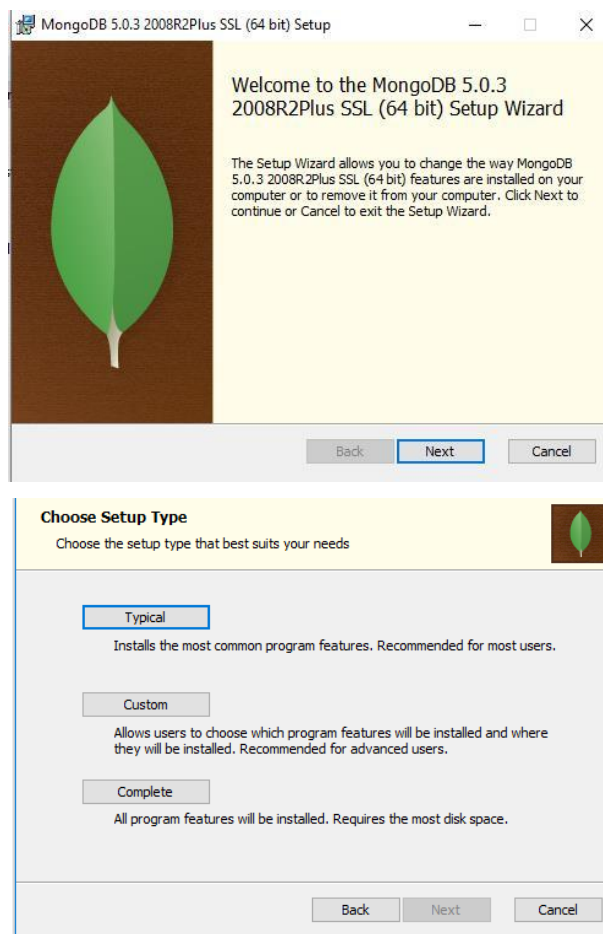 MongoDB 5.0.3 2008R2Plus SSL (64 bit) Setup
Welcome to the MongoDB 5.0.3
2008R2Plus SSL (64 bit) Setup Wizard
The Setup Wizard allows you to change the way MongoDB
5.0.3 2008R2Plus SSL (64 bit) features are installed on your
computer or to remove it from your computer. Click Next to
continue or Cancel to exit the Setup Wizard.
Back Next Cancel
Choose Setup Type
Choose the setup type that best suits your needs
Typical
Installs the most common program features. Recommended for most users.
Custom
Allows users to choose which program features will be installed and where
they will be installed. Recommended for advanced users.
Complete
All program features will be installed. Requires the most disk space.
Back Next Cancel